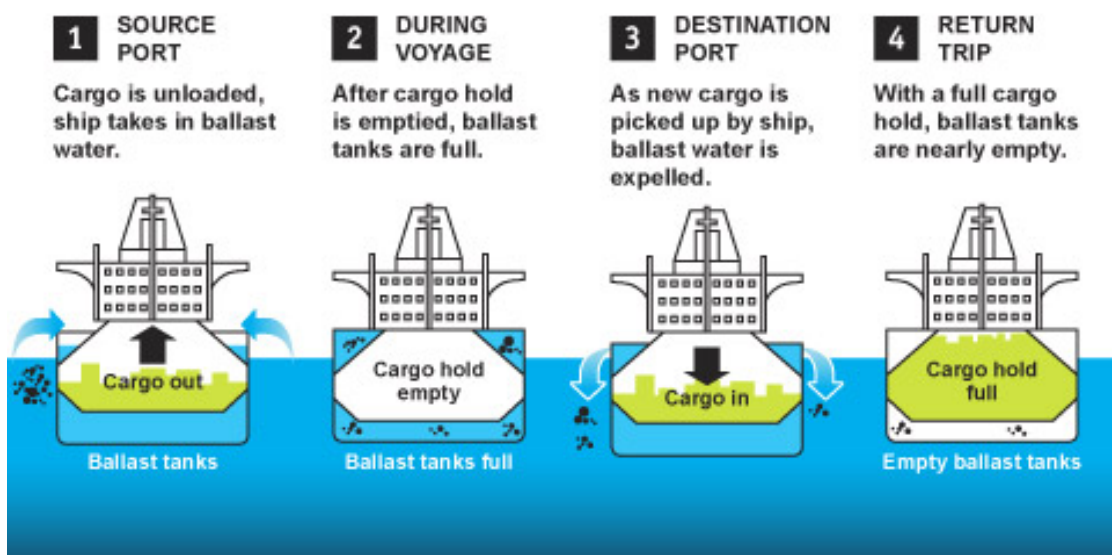 1
SOURCE
PORT
Cargo is unloaded,
ship takes in ballast
water.
Cargo out
Ballast tanks
2
DURING
VOYAGE
After cargo hold
is emptied, ballast
tanks are full.
Cargo hold
empty
Ballast tanks full
3
DESTINATION
PORT
As new cargo is
picked up by ship,
ballast water is
expelled.
Cargo in
4
RETURN
TRIP
With a full cargo
hold, ballast tanks
are nearly empty.
Cargo hold
full
Empty ballast tanks